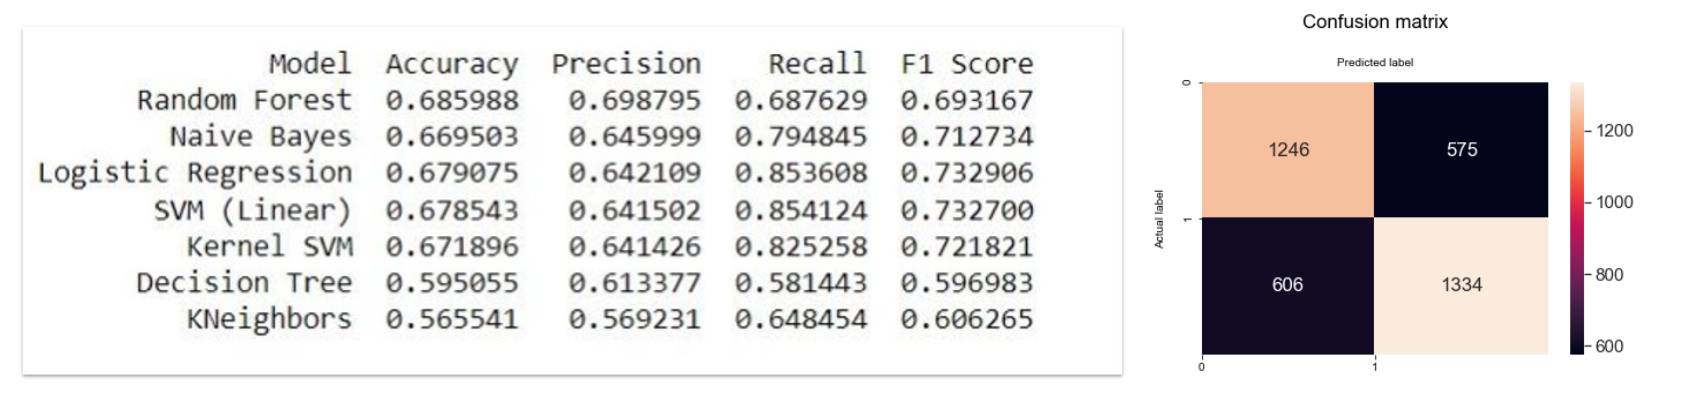 Model Accuracy Precision Recall F1 Score
Random Forest 0.685988 0.698795 0.687629 0.693167
Naive Bayes 0.669503 0.645999 0.794845 0.712734
Logistic Regression 0.679075 0.642109 0.853608 0.732906
SVM (Linear) 0.678543 0.641502 0.854124 0.732700
Kernel SVM 0.671896 0.641426 0.825258 0.721821
Decision Tree 0.595055 0.613377 0.581443 0.596983
KNeighbors 0.565541 0.569231 0.648454 0.606265
Confusion matrix
Predicted label
Actual label
0
1
1246 575
606 1334
0 1
1200
1000
800
600